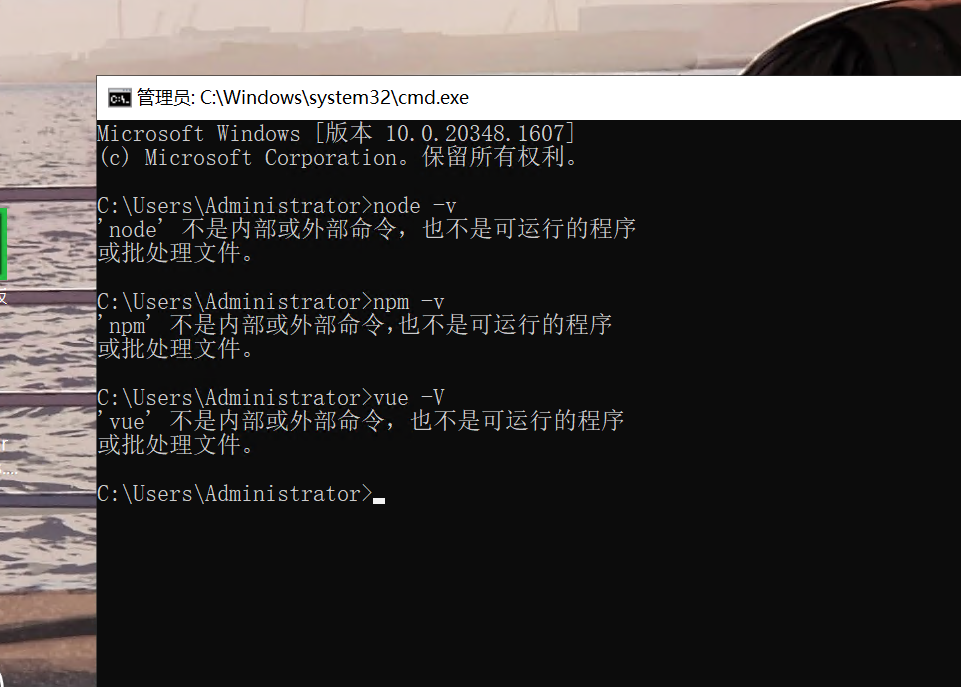 管理员: C:\Windows\system32\cmd.exe
Microsoft Windows [版本 10.0.20348.1607]
(c) Microsoft Corporation。保留所有权利。
C:\Users\Administrator>node -v
'node' 不是内部或外部命令，也不是可运行的程序
或批处理文件。
C:\Users\Administrator>npm -v
'npm' 不是内部或外部命令,也不是可运行的程序
或批处理文件。
C:\Users\Administrator>vue -V
'vue' 不是内部或外部命令，也不是可运行的程序
或批处理文件。
C:\Users\Administrator>